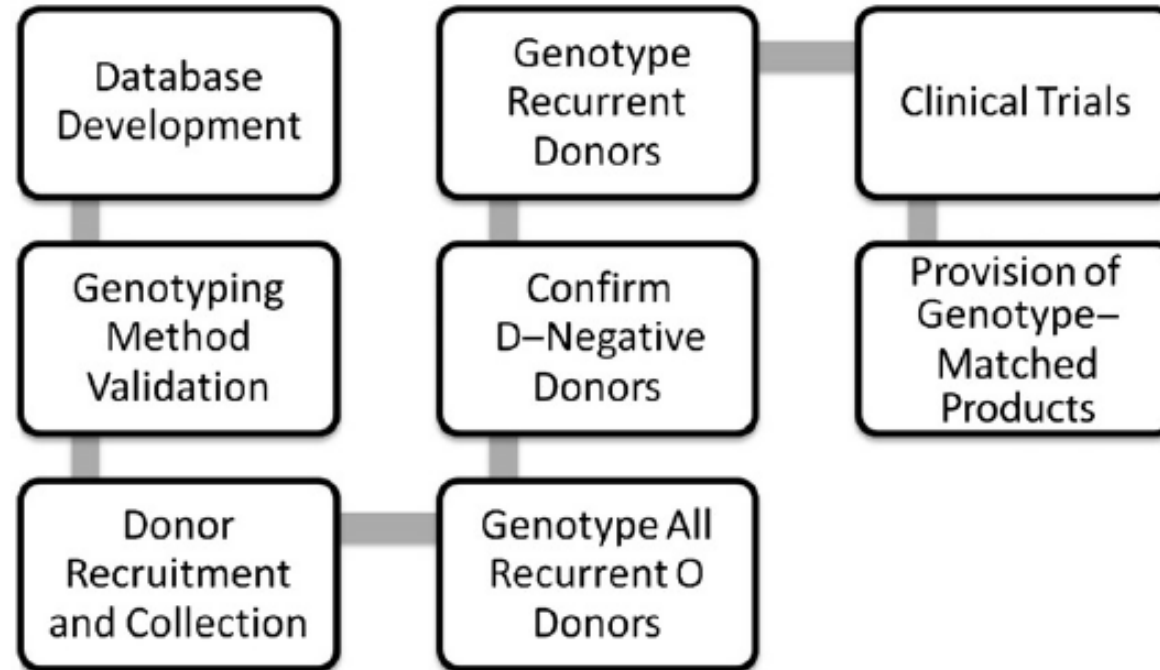 Database
Development
Genotyping
Method
Validation
Donor
Recruitment
and Collection
Genotype All
Recurrent O
Donors
Confirm
D–Negative
Donors
Genotype
Recurrent
Donors
Clinical Trials
Provision of
Genotype–
Matched
Products